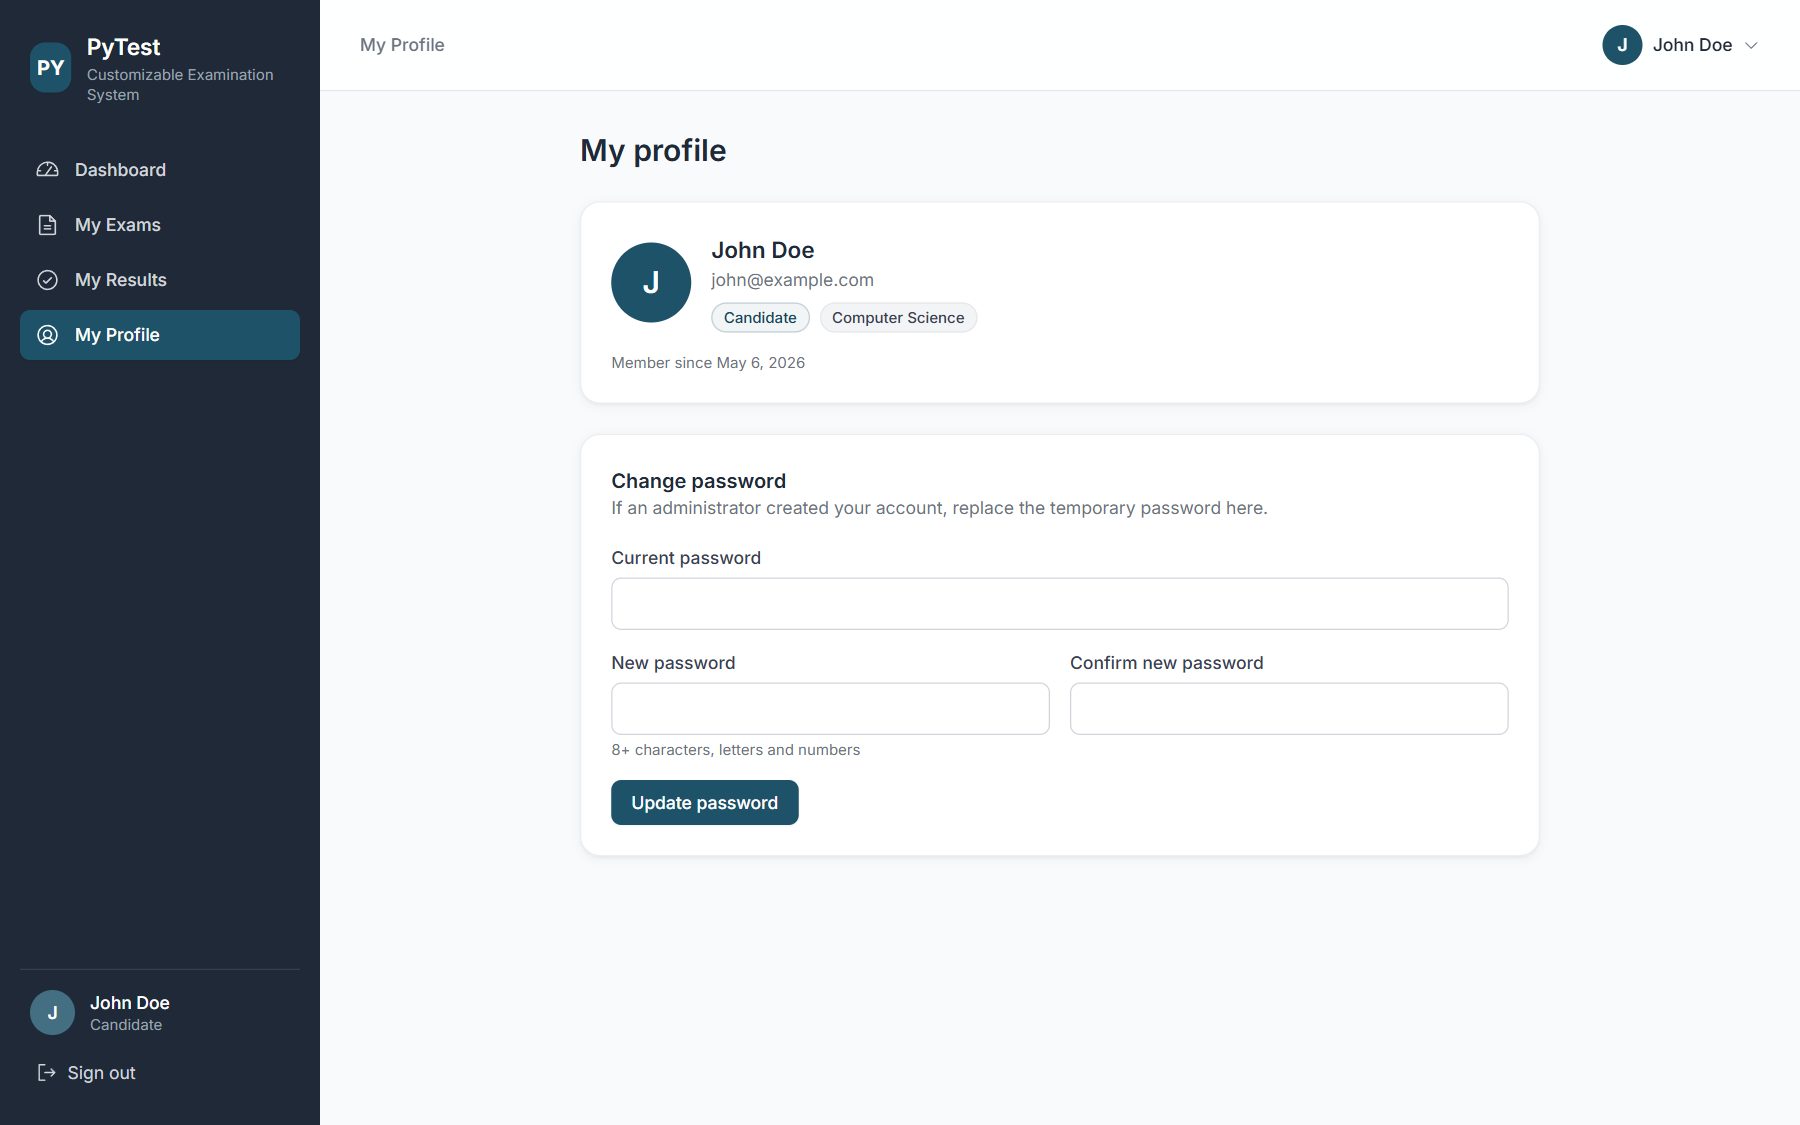 PY
PyTest
Customizable Examination
System
Dashboard
My Exams
My Results
My Profile
J
John Doe
Candidate
Sign out
My Profile
J
John Doe
My profile
J
John Doe
john@example.com
Candidate
Computer Science
Member since May 6, 2026
Change password
If an administrator created your account, replace the temporary password here.
Current password
New password
Confirm new password
8+ characters, letters and numbers
Update password